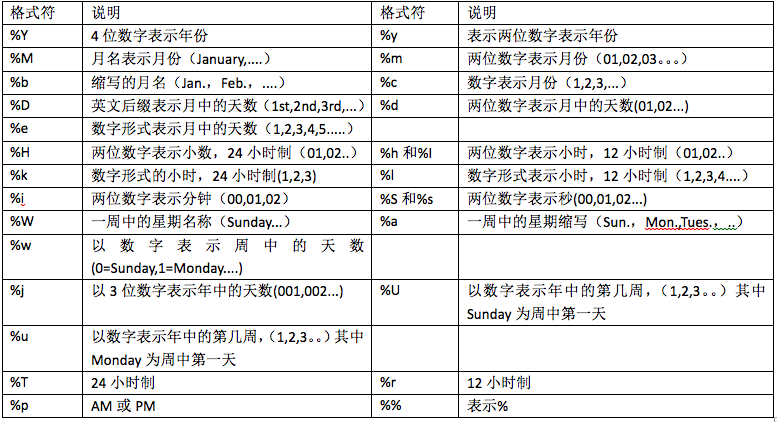 格式符 说明 格式符 说明
%Y 4 位数字表示年份 %y 表示两位数字表示年份
%M 月名表示月份（January,....） %m 两位数字表示月份（01,02,03。。。）
%b 缩写的月名（Jan.，Feb.，....） %c 数字表示月份（1,2,3,...）
%D 英文后缀表示月中的天数（1st,2nd,3rd,...） %d 两位数字表示月中的天数(01,02...)
%e 数字形式表示月中的天数（1,2,3,4,5.....）
%H 两位数字表示小数，24 小时制（01,02..） %h 和%I 两位数字表示小时，12 小时制（01,02..）
%k 数字形式的小时，24 小时制(1,2,3) %l 数字形式表示小时，12 小时制（1,2,3,4....）
%i 两位数字表示分钟（00,01,02） %S 和%s 两位数字表示秒(00,01,02...)
%W 一周中的星期名称（Sunday...） %a 一周中的星期缩写（Sun.，Mon.,Tues.，..）
%w 以数字表示周中的天数
(0=Sunday,1=Monday....)
%j 以 3 位数字表示年中的天数(001,002...) %U 以数字表示年中的第几周，（1,2,3。。）其中
Sunday 为周中第一天
%u 以数字表示年中的第几周，（1,2,3。。）其中
Monday 为周中第一天
%T 24 小时制 %r 12 小时制
%p AM 或 PM %% 表示%